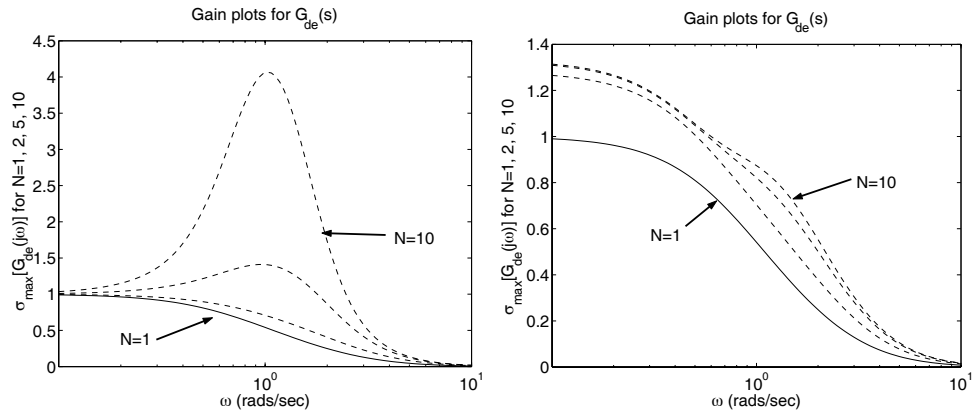 Gain plots for G_de(s)
4.5
4
3.5
3
2.5
2
1.5
1
0.5
0
σ_max[G_de(jω)] for N=1, 2, 5, 10
N=10
N=1
10^0
10^1
ω (rads/sec)
Gain plots for G_de(s)
1.4
1.2
1
0.8
0.6
0.4
0.2
0
σ_max[G_de(jω)] for N=1, 2, 5, 10
N=10
N=1
10^0
10^1
ω (rads/sec)